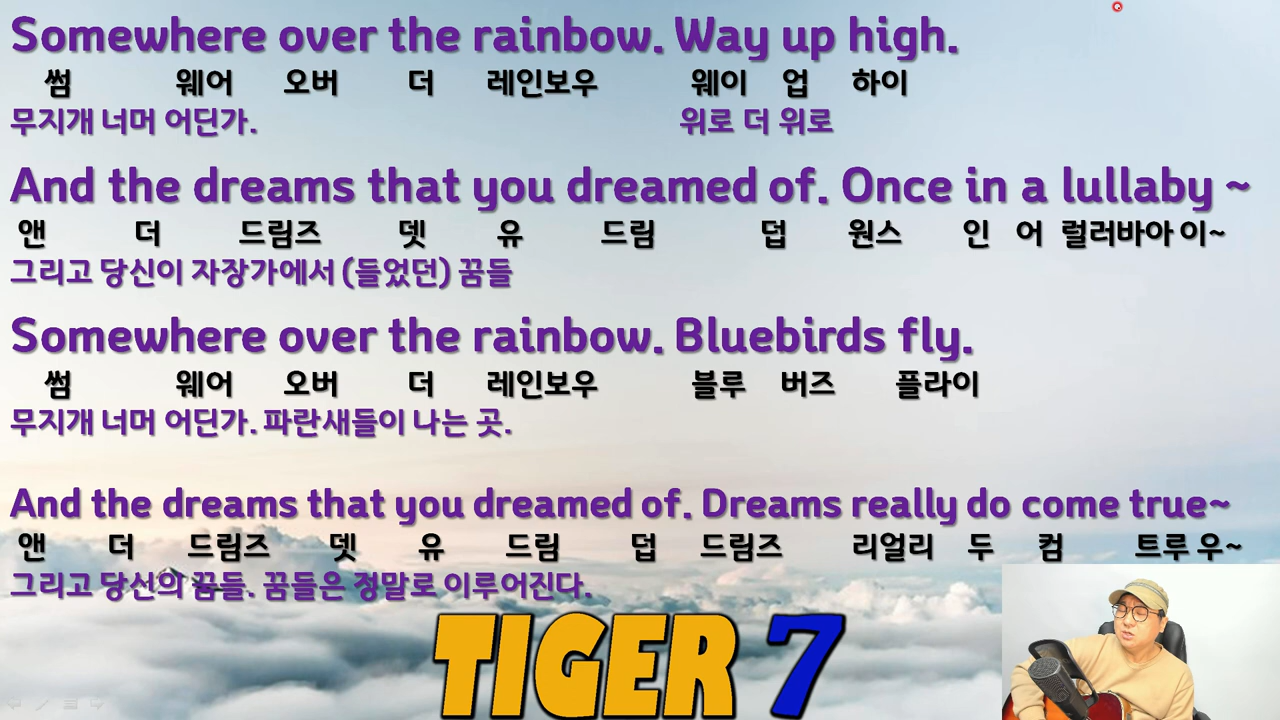 Somewhere over the rainbow. Way up high.
썸 웨어 오버 더 레인보우 웨이 업 하이
무지개 너머 어딘가. 위로 더 위로
And the dreams that you dreamed of. Once in a lullaby ~
앤 더 드림즈 뎃 유 드림 덥 원스 인 어 럴러바아 이~
그리고 당신이 자장가에서 (들었던) 꿈들
Somewhere over the rainbow. Bluebirds fly.
썸 웨어 오버 더 레인보우 블루 버즈 플라이
무지개 너머 어딘가. 파란새들이 나는 곳.
And the dreams that you dreamed of. Dreams really do come true~
앤 더 드림즈 뎃 유 드림 덥 드림즈 리얼리 두 컴 트루 우~
그리고 당신의 꿈들. 꿈들은 정말로 이루어진다.
TIGER 7